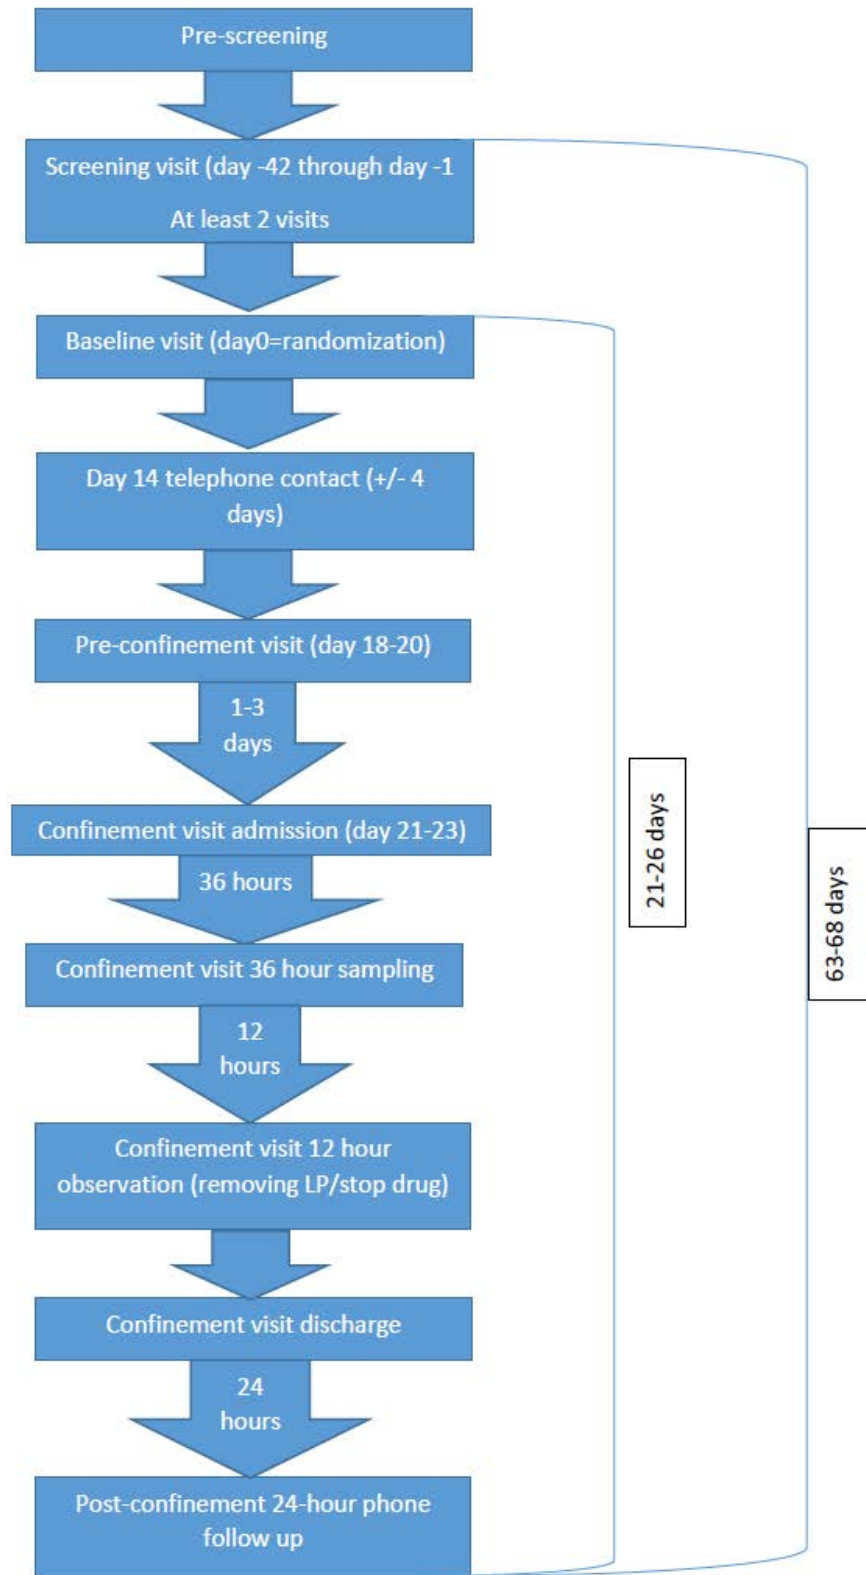 Pre-screening
Screening visit (day -42 through day -1
At least 2 visits
Baseline visit (day0=randomization)
Day 14 telephone contact (+/- 4
days)
Pre-confinement visit (day 18-20)
1-3
days
Confinement visit admission (day 21-23)
36 hours
Confinement visit 36 hour sampling
12
hours
Confinement visit 12 hour
observation (removing LP/stop drug)
Confinement visit discharge
24
hours
Post-confinement 24-hour phone
follow up
21-26 days
63-68 days